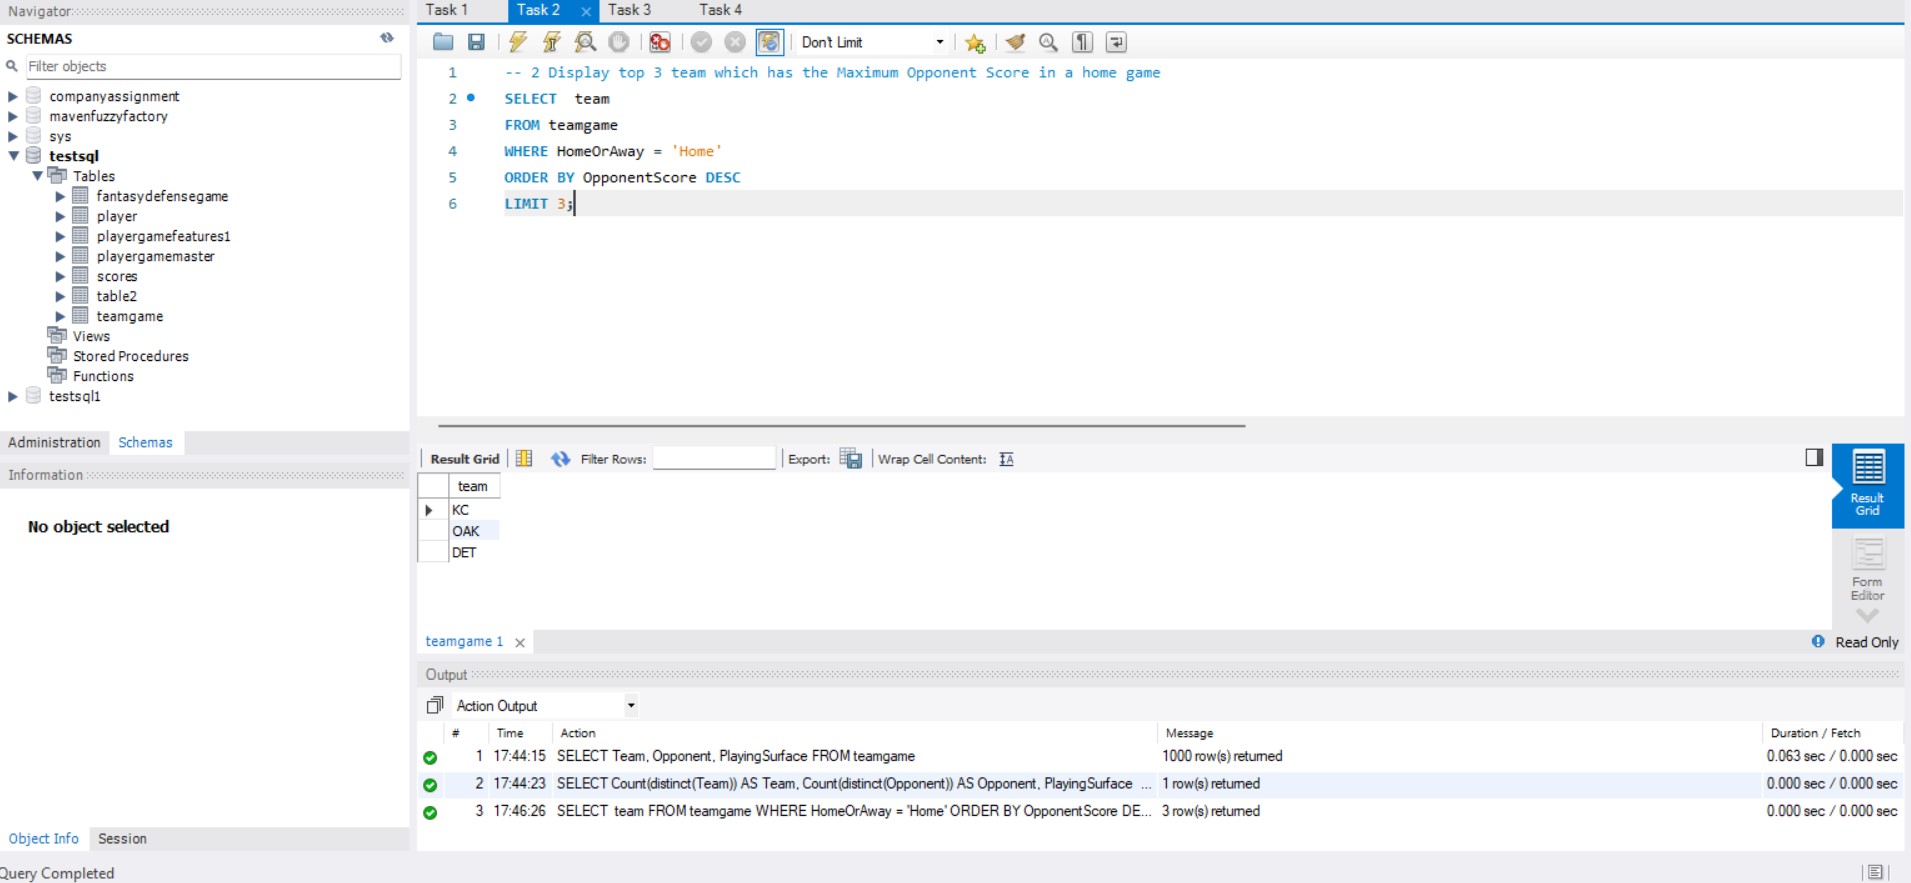 Navigator
SCHEMAS
Filter objects
companyassignment
mavenfuzzyfactory
sys
testsql
Tables
fantasydefensegame
player
playergamefeatures1
playergamemaster
scores
table2
teamgame
Views
Stored Procedures
Functions
testsql1
Administration Schemas
Information
No object selected
Object Info Session
Query Completed
Task 1 Task 2 Task 3 Task 4
Don't Limit
1 -- 2 Display top 3 team which has the Maximum Opponent Score in a home game
2 SELECT team
3 FROM teamgame
4 WHERE HomeOrAway = 'Home'
5 ORDER BY OpponentScore DESC
6 LIMIT 3;
Result Grid Filter Rows: Export: Wrap Cell Content:
team
KC
OAK
DET
Result
Grid
Form
Editor
teamgame 1 Read Only
Output
Action Output
# Time Action Message Duration / Fetch
1 17:44:15 SELECT Team, Opponent, PlayingSurface FROM teamgame 1000 row(s) returned 0.063 sec / 0.000 sec
2 17:44:23 SELECT Count(distinct(Team)) AS Team, Count(distinct(Opponent)) AS Opponent, PlayingSurface ... 1 row(s) returned 0.000 sec / 0.000 sec
3 17:46:26 SELECT team FROM teamgame WHERE HomeOrAway = 'Home' ORDER BY OpponentScore DE... 3 row(s) returned 0.000 sec / 0.000 sec